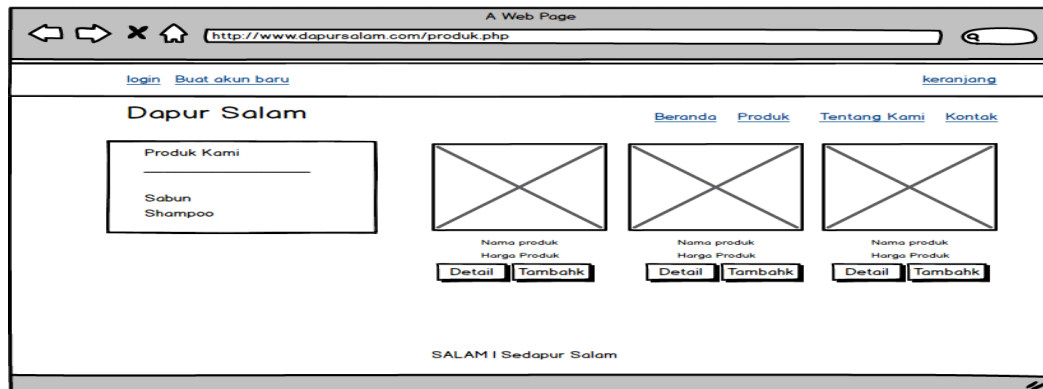 A Web Page
http://www.dapursalam.com/produk.php
login Buat akun baru keranjang
Dapur Salam
Beranda Produk Tentang Kami Kontak
Produk Kami
Sabun
Shampoo
Nama produk Nama produk Nama produk
Harga Produk Harga Produk Harga Produk
Detail Tambahk Detail Tambahk Detail Tambahk
SALAM | Sedapur Salam